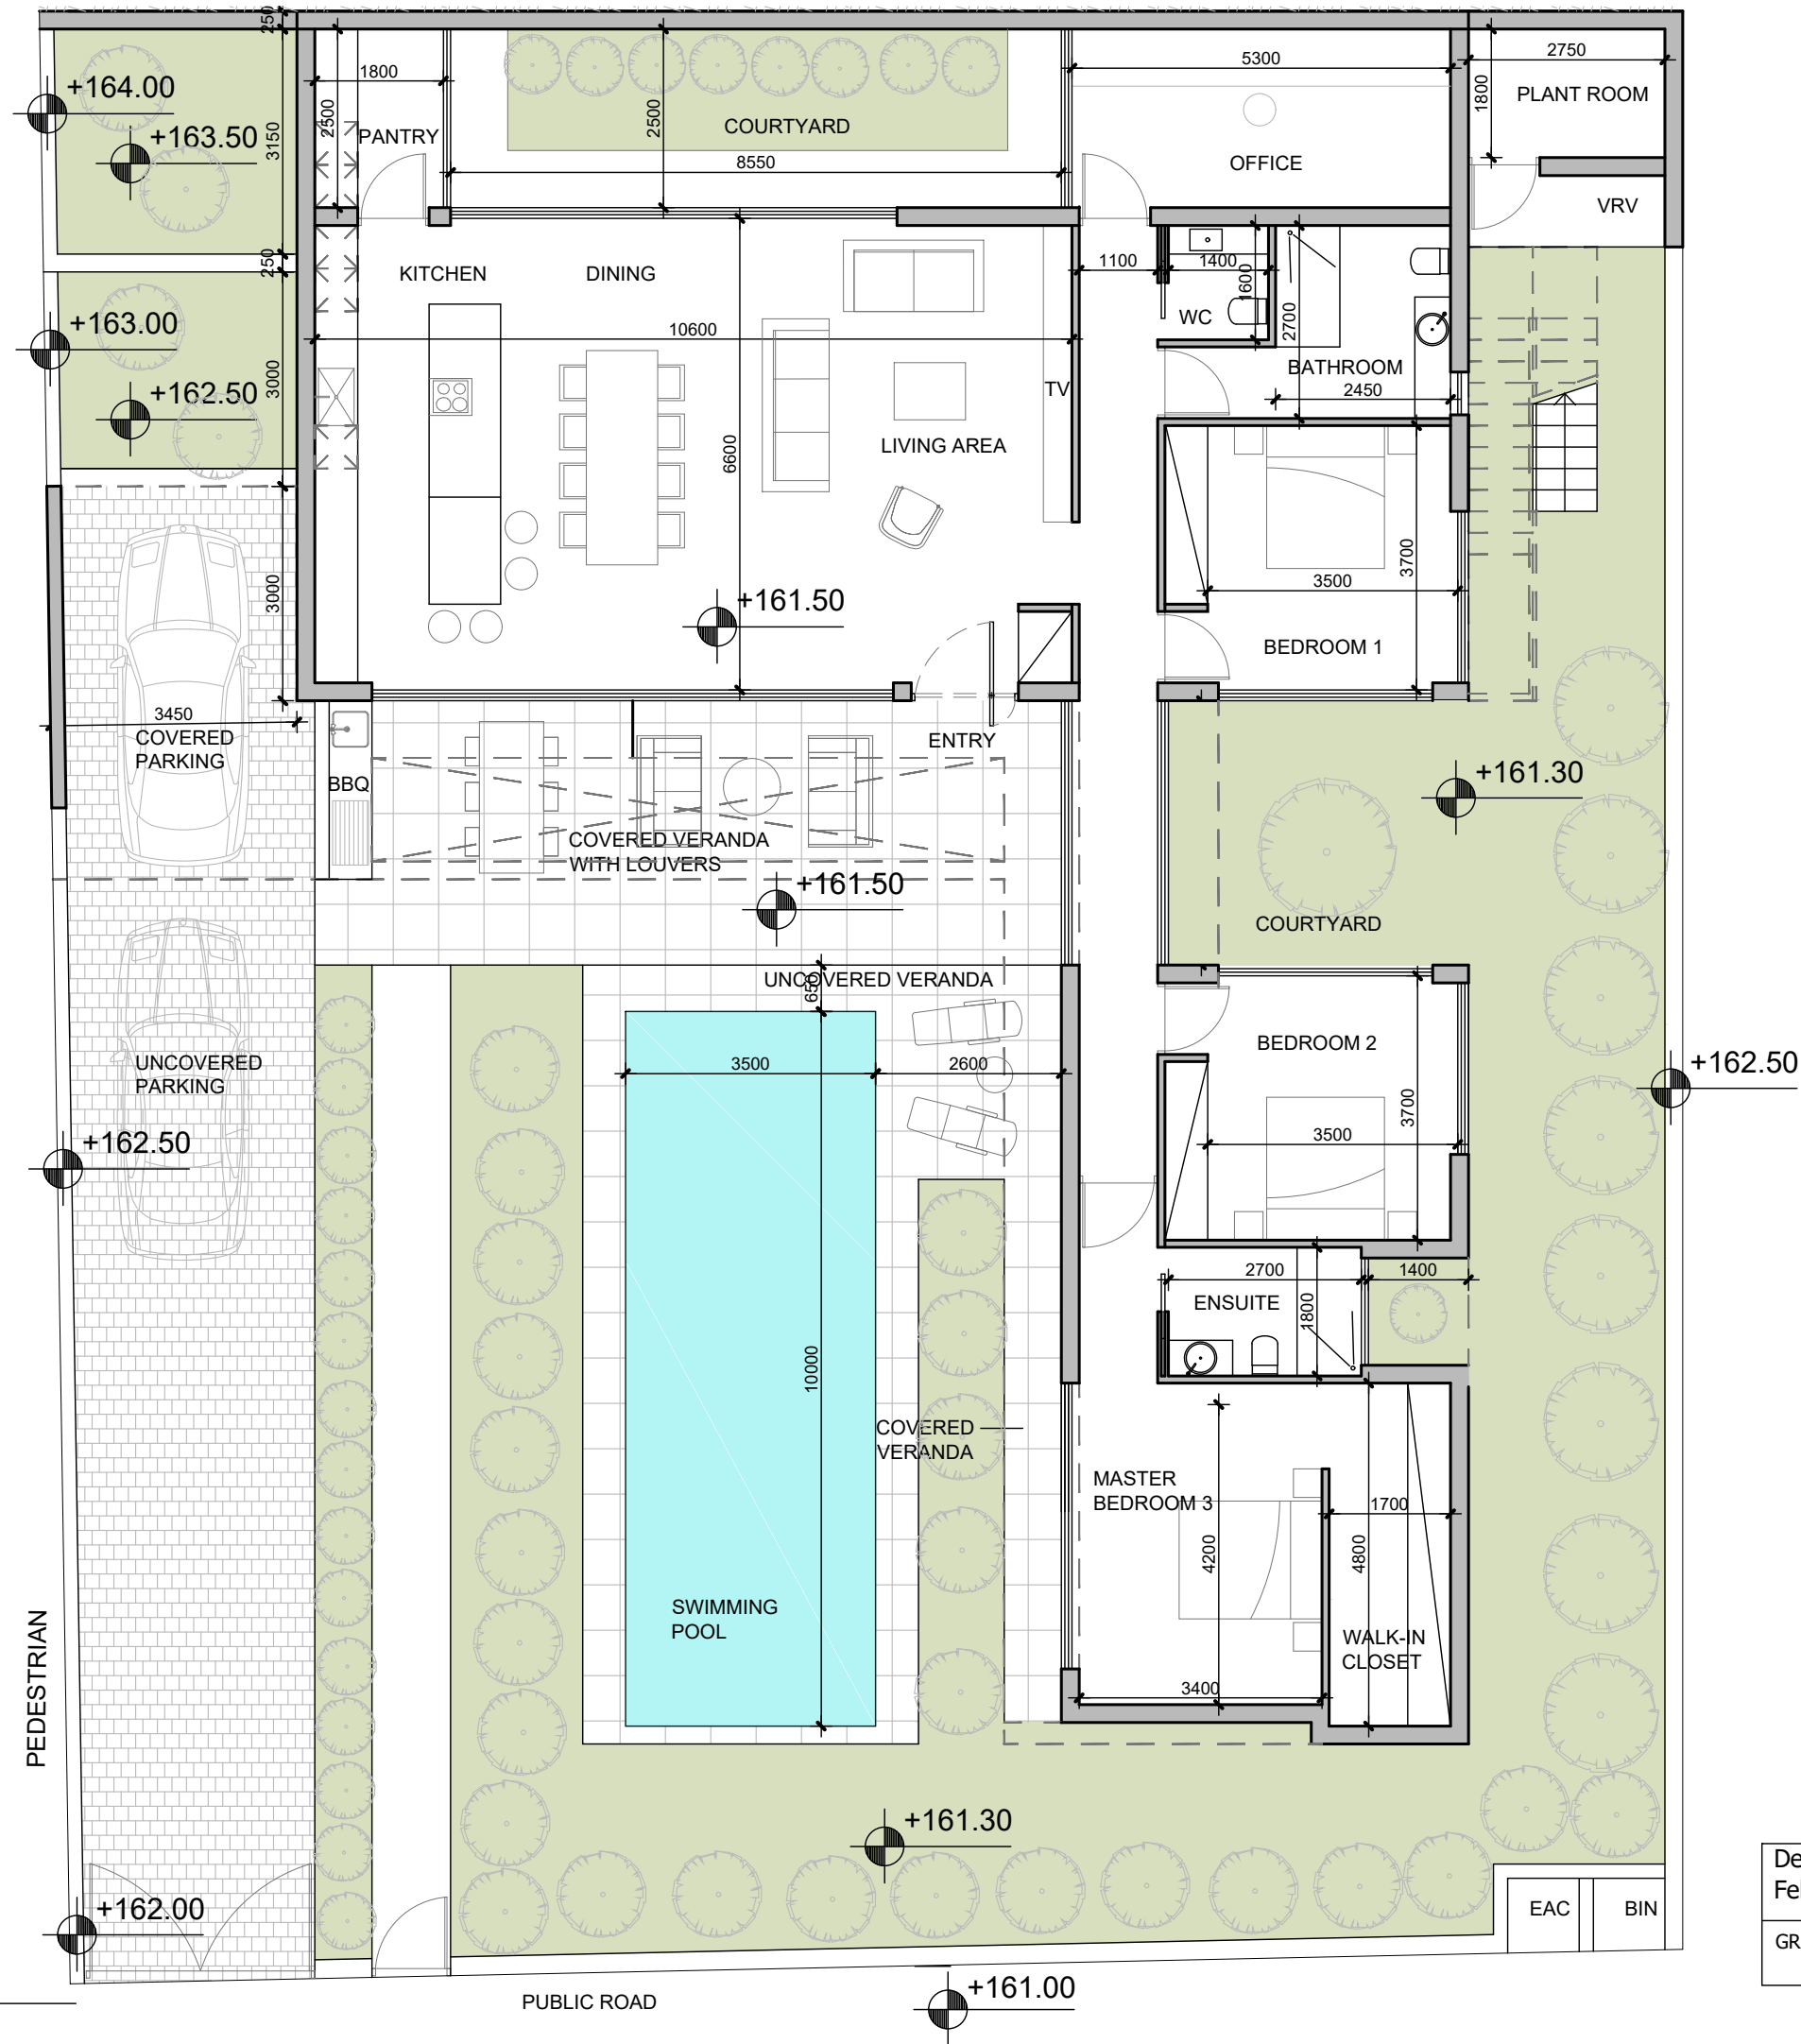 250
1800
5300
2750
+164.00
2500
2500
1800
PLANT ROOM
+163.50
3150
PANTRY
COURTYARD
8550
OFFICE
VRV
250
KITCHEN
DINING
1100
1400
1600
+163.00
WC
2700
10600
3000
BATHROOM
TV
2450
+162.50
6600
LIVING AREA
3700
3500
3000
+161.50
BEDROOM 1
3450
COVERED
PARKING
ENTRY
BBQ
+161.30
COVERED VERANDA
WITH LOUVERS
+161.50
COURTYARD
UNCOVERED VERANDA
650
UNCOVERED
PARKING
3500
2600
BEDROOM 2
+162.50
3700
+162.50
3500
2700
1400
ENSUITE
1800
10000
COVERED
VERANDA
MASTER
BEDROOM 3
1700
4200
4800
SWIMMING
POOL
WALK-IN
CLOSET
PEDESTRIAN
3400
+161.30
+162.00
EAC
BIN
De
Fe
GR
+161.00
PUBLIC ROAD